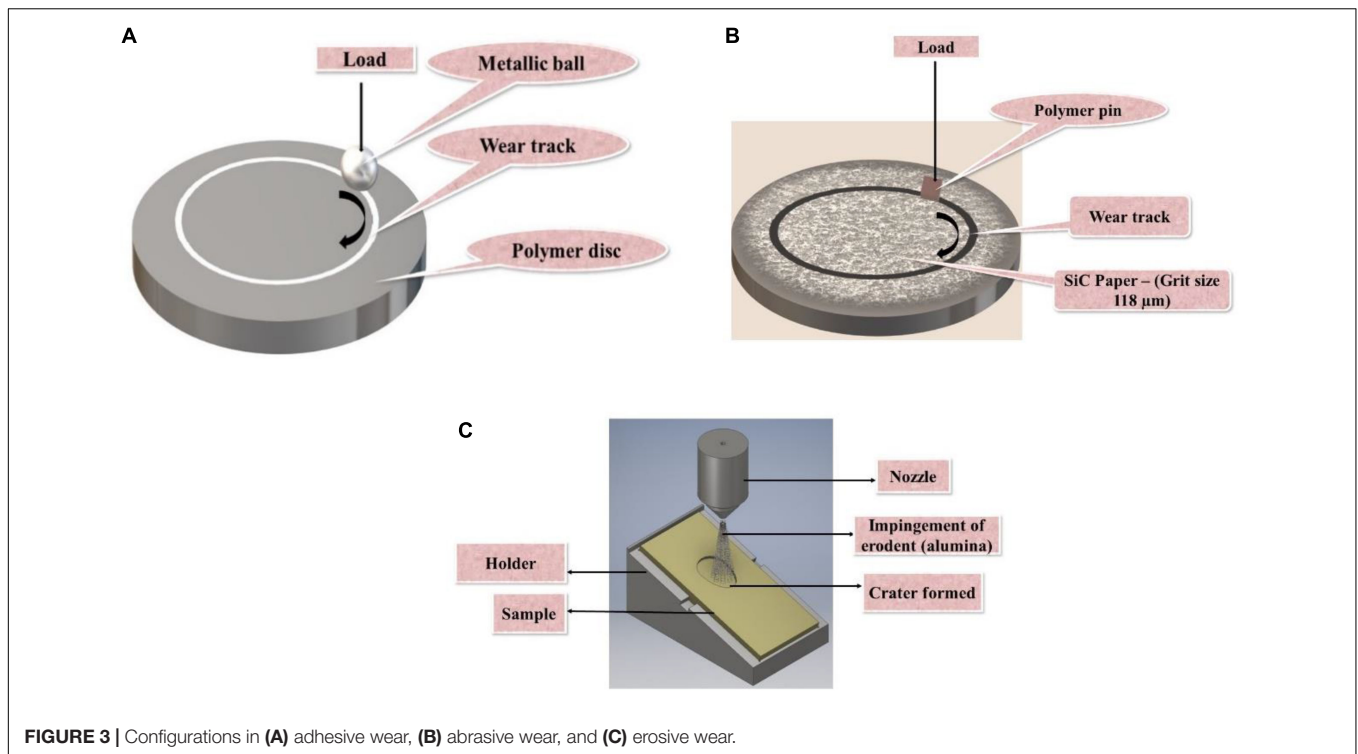 A
Load
Metallic ball
Wear track
Polymer disc
B
Load
Polymer pin
Wear track
SiC Paper – (Grit size
118 µm)
C
Nozzle
Impingement of
erodent (alumina)
Holder
Crater formed
Sample
FIGURE 3 | Configurations in (A) adhesive wear, (B) abrasive wear, and (C) erosive wear.